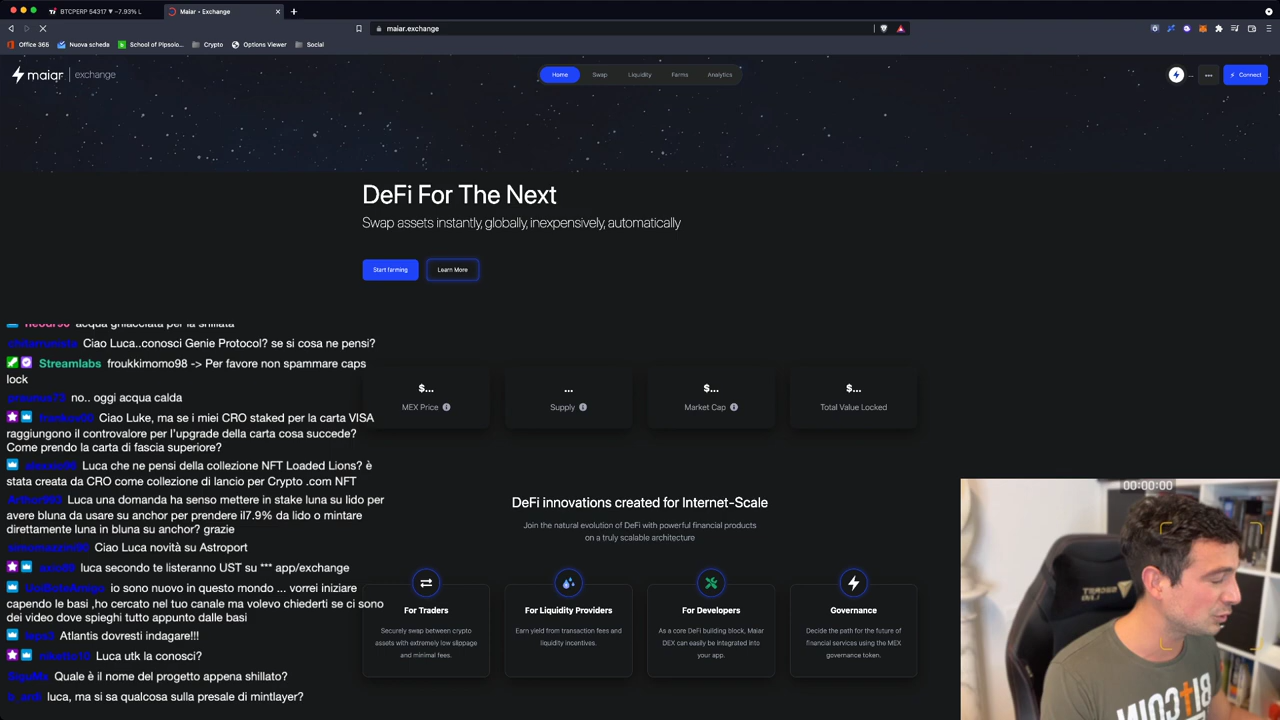 BTCPERP 54317 ▼ −7.93% L
Maiar - Exchange
maiar.exchange
Office 365
Nuova scheda
School of Plpsolo...
Crypto
Options Viewer
Social
maiar | exchange
Home
Swap
Liquidity
Farms
Analytics
...
Connect
DeFi For The Next
Swap assets instantly, globally, inexpensively, automatically
Start farming
Learn More
acqua ghiacciata per la shillata
Ciao Luca..conosci Genie Protocol? se si cosa ne pensi?
Streamlabs froukkimomo98 -> Per favore non spammare caps
lock
no.. oggi acqua calda
Ciao Luke, ma se i miei CRO staked per la carta VISA
raggiungono il controvalore per l'upgrade della carta cosa succede?
Come prendo la carta di fascia superiore?
Luca che ne pensi della collezione NFT Loaded Lions? è
stata creata da CRO come collezione di lancio per Crypto .com NFT
Luca una domanda ha senso mettere in stake luna su lido per
avere bluna da usare su anchor per prendere il7.9% da lido o mintare
direttamente luna in bluna su anchor? grazie
Ciao Luca novità su Astroport
luca secondo te listeranno UST su *** app/exchange
io sono nuovo in questo mondo ... vorrei iniziare
capendo le basi ,ho cercato nel tuo canale ma volevo chiederti se ci sono
dei video dove spieghi tutto appunto dalle basi
Atlantis dovresti indagare!!!
Luca utk la conosci?
Quale è il nome del progetto appena shillato?
luca, ma si sa qualcosa sulla presale di mintlayer?
$...
MEX Price
...
Supply
$...
Market Cap
$...
Total Value Locked
DeFi innovations created for Internet-Scale
Join the natural evolution of DeFi with powerful financial products
on a truly scalable architecture
For Traders
Securely swap between crypto
assets with extremely low slippage
and minimal fees.
For Liquidity Providers
Earn yield from transaction fees and
liquidity incentives.
For Developers
As a core DeFi building block, Maiar
DEX can easily be integrated into
your app.
Governance
Decide the path for the future of
financial services using the MEX
governance token.
00:00:00